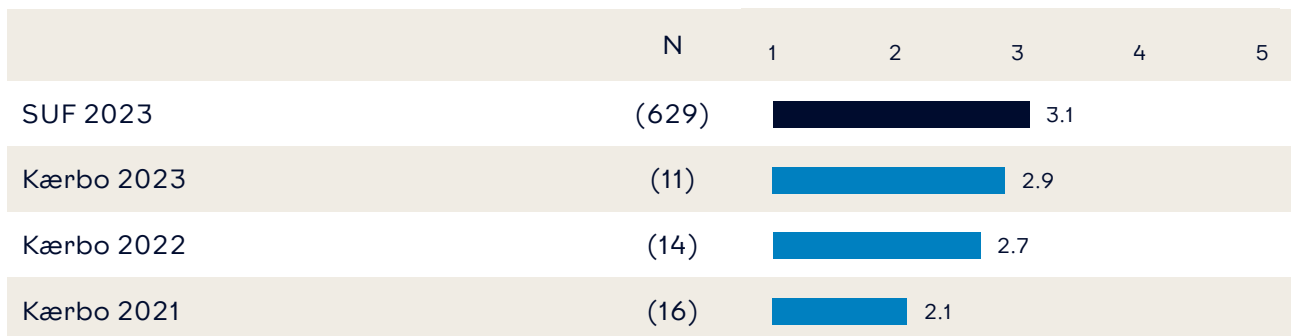 N 1 2 3 4 5
SUF 2023 (629) 3.1
Kærbo 2023 (11) 2.9
Kærbo 2022 (14) 2.7
Kærbo 2021 (16) 2.1